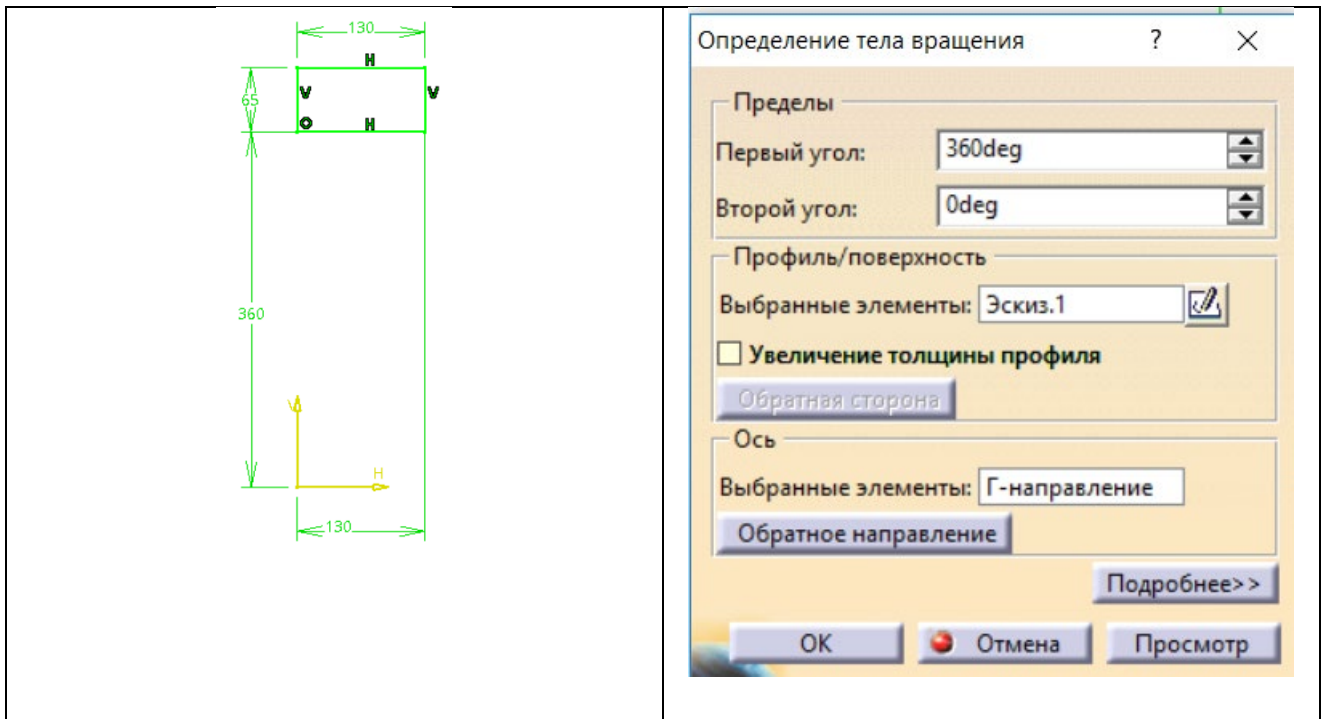 130
H
65
V
V
H
360
V
H
130
Определение тела вращения ?
Пределы
Первый угол: 360deg
Второй угол: 0deg
Профиль/поверхность
Выбранные элементы: Эскиз.1
Увеличение толщины профиля
Обратная сторона
Ось
Выбранные элементы: Г-направление
Обратное направление
Подробнее>>
ОК Отмена Просмотр